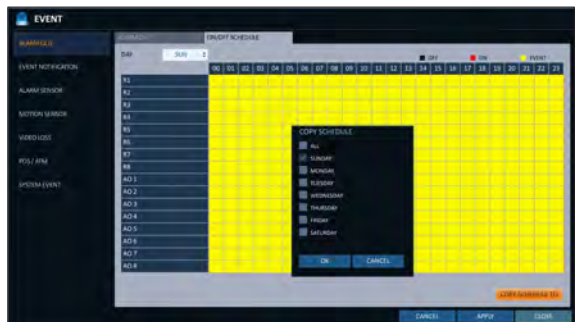 EVENT
ALARM OUT
ON/OFF SCHEDULE
DAY
SUN
OFF
ON
EVENT
00 01 02 03 04 05 06 07 08 09 10 11 12 13 14 15 16 17 18 19 20 21 22 23
EVENT NOTIFICATION
ALARM SENSOR
MOTION SENSOR
VIDEO LOSS
POS / ATM
SYSTEM EVENT
R1
R2
R3
R4
R5
R6
R7
R8
AO 1
AO 2
AO 3
AO 4
AO 5
AO 6
AO 7
AO 8
COPY SCHEDULE
ALL
SUNDAY
MONDAY
TUESDAY
WEDNESDAY
THURSDAY
FRIDAY
SATURDAY
OK
CANCEL
COPY SCHEDULE TO
CANCEL
APPLY
CLOSE